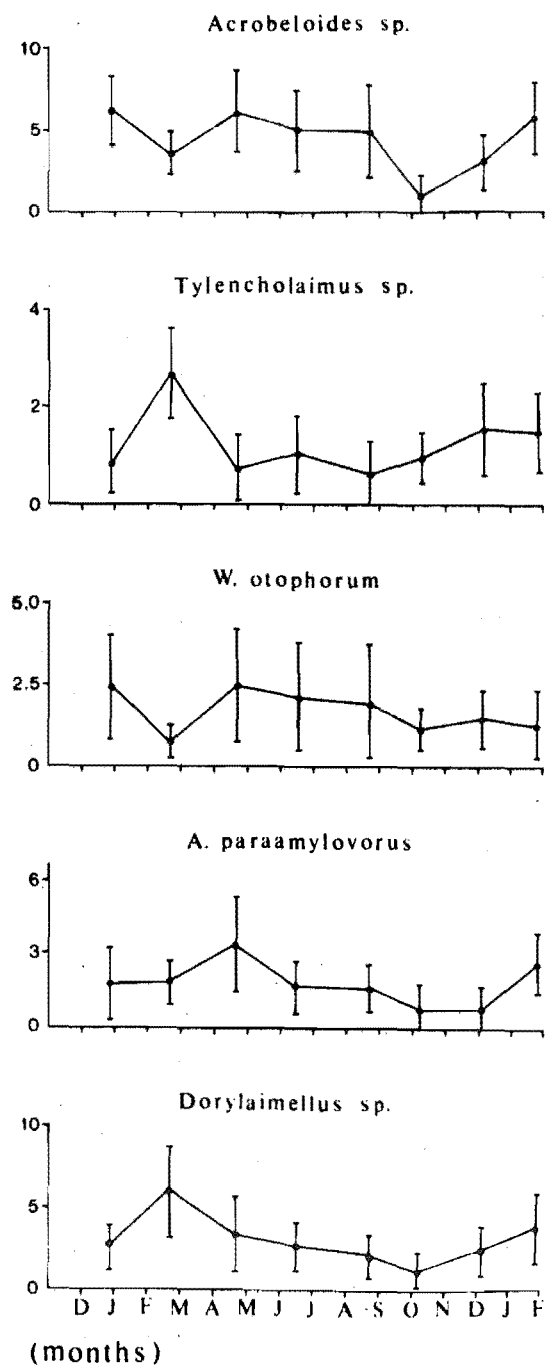 Acrobeloides sp.
10
5
0
Tylencholaimus sp.
4
2
0
W. otophorum
5.0
2.5
0
A. paraamylovorus
6
3
0
Dorylaimellus sp.
10
5
0
D J F M A M J J A S O N D J F
(months)